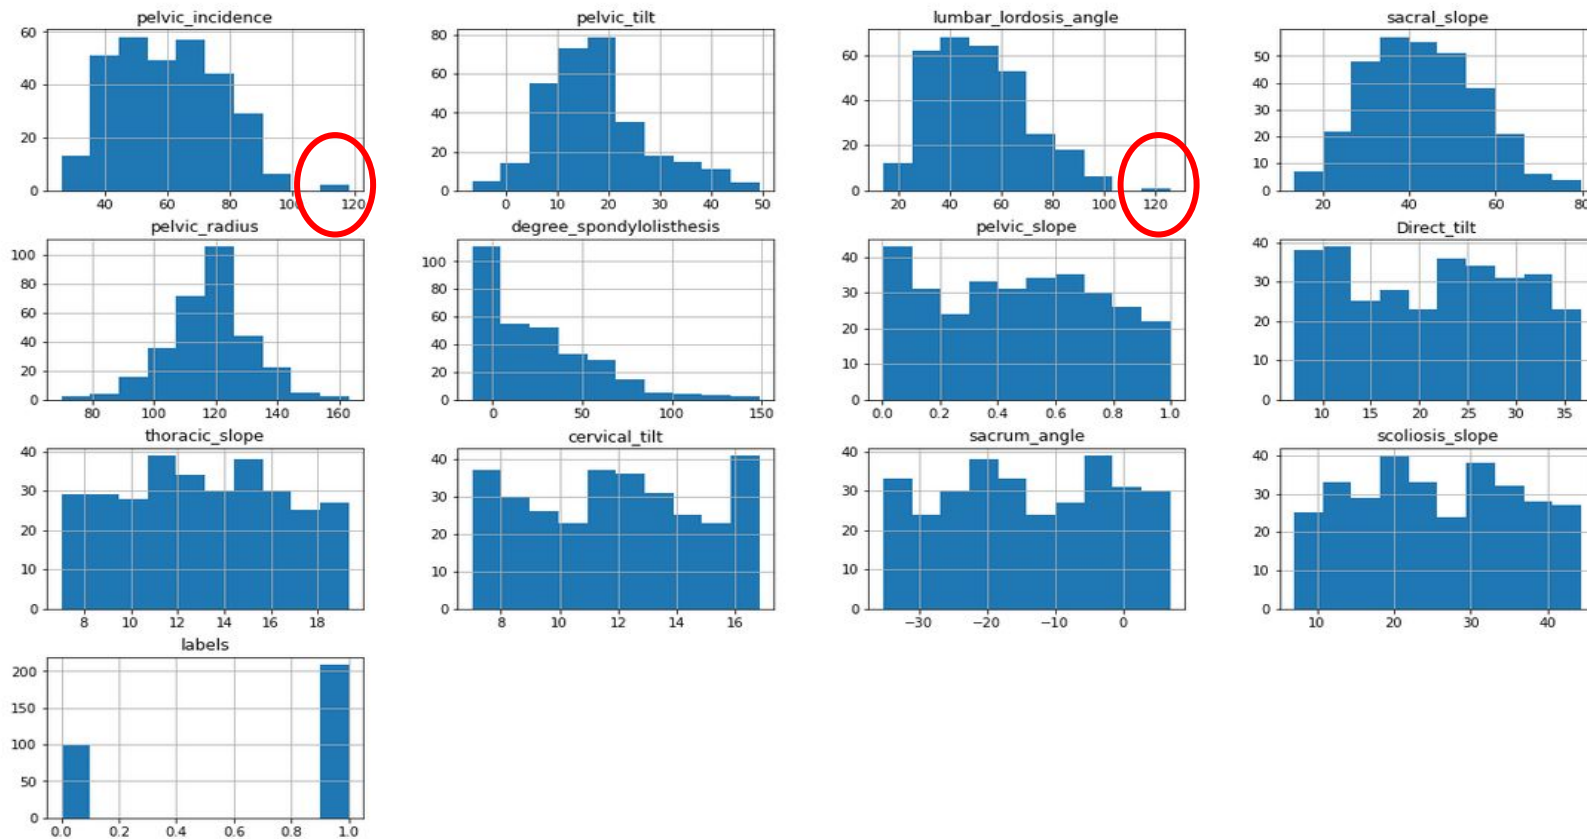 pelvic_incidence
60
40
20
0
40 60 80 100 120
pelvic_tilt
80
60
40
20
0
0 10 20 30 40 50
lumbar_lordosis_angle
60
40
20
0
20 40 60 80 100 120
sacral_slope
50
40
30
20
10
0
20 40 60 80
pelvic_radius
100
80
60
40
20
0
80 100 120 140 160
degree_spondylolisthesis
100
80
60
40
20
0
0 50 100 150
pelvic_slope
40
30
20
10
0
0.0 0.2 0.4 0.6 0.8 1.0
Direct_tilt
40
30
20
10
0
10 15 20 25 30 35
thoracic_slope
40
30
20
10
0
8 10 12 14 16 18
cervical_tilt
40
30
20
10
0
8 10 12 14 16
sacrum_angle
40
30
20
10
0
−30 −20 −10 0
scoliosis_slope
40
30
20
10
0
10 20 30 40
labels
200
150
100
50
0
0.0 0.2 0.4 0.6 0.8 1.0